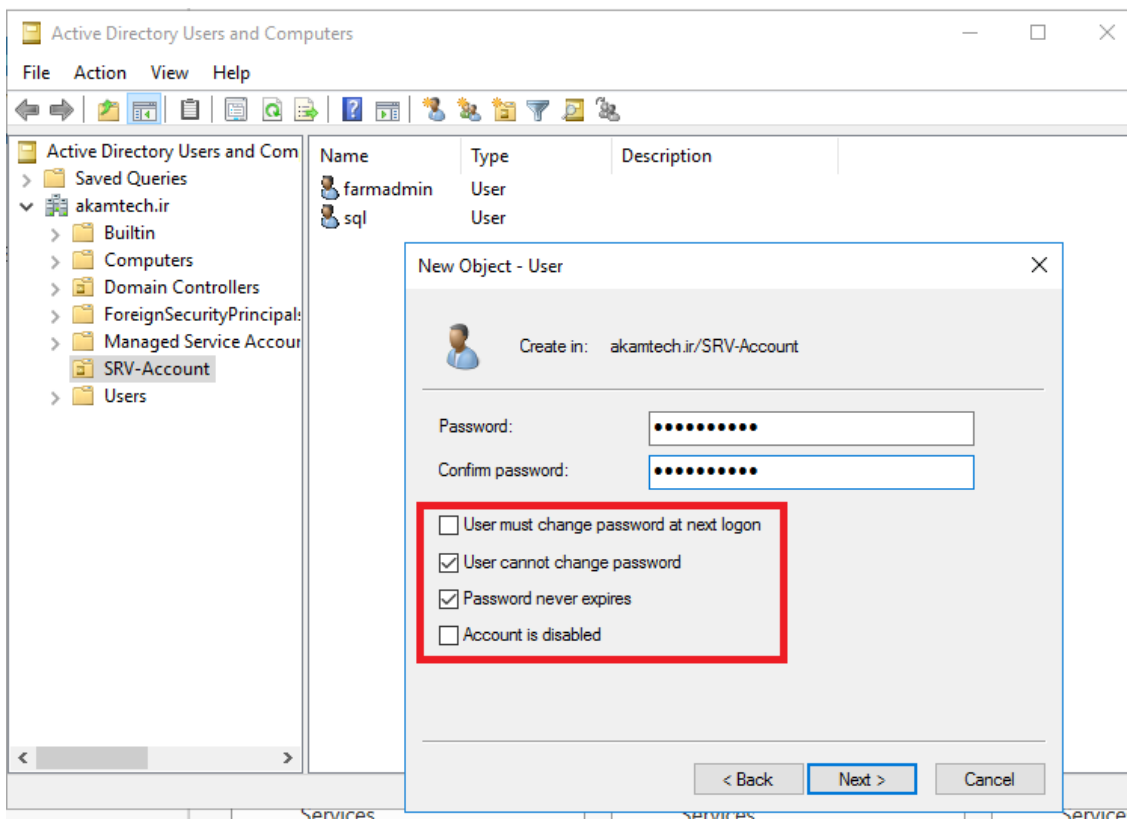 Active Directory Users and Computers
File Action View Help
Active Directory Users and Com
Saved Queries
akamtech.ir
Builtin
Computers
Domain Controllers
ForeignSecurityPrincipals
Managed Service Accour
SRV-Account
Users
Name Type Description
farmadmin User
sql User
New Object - User
Create in: akamtech.ir/SRV-Account
Password: ●●●●●●●●●●
Confirm password: ●●●●●●●●●●
User must change password at next logon
User cannot change password
Password never expires
Account is disabled
< Back Next > Cancel
Services Services Service